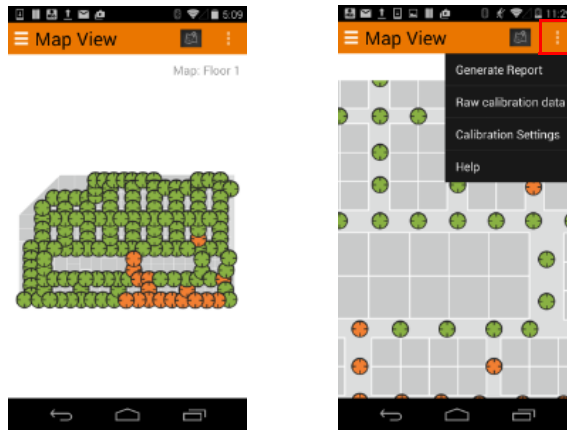 5:09
Map View
Map: Floor 1
11:2
Map View
Generate Report
Raw calibration data
Calibration Settings
Help